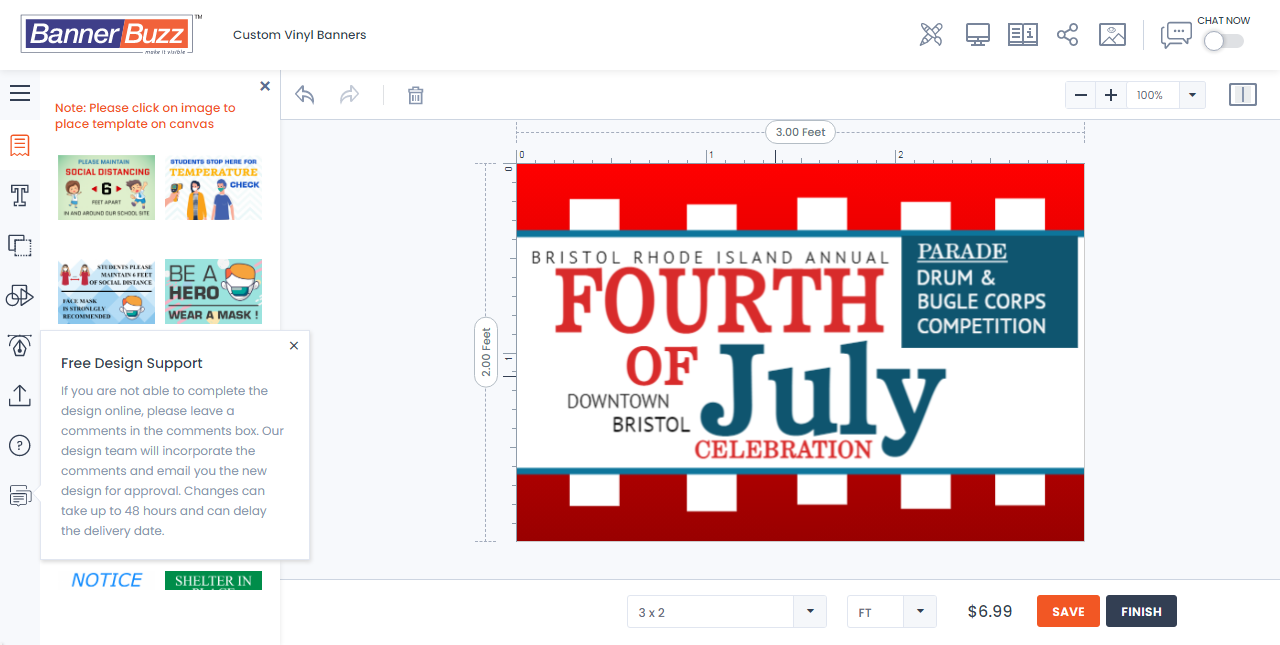 BannerBuzz
TM
make it visible
Custom Vinyl Banners
CHAT NOW
Note: Please click on image to
place template on canvas
PLEASE MAINTAIN
SOCIAL DISTANCING
6
FEET APART
IN AND AROUND OUR SCHOOL SITE
STUDENTS STOP HERE FOR
TEMPERATURE
CHECK
STUDENTS PLEASE
MAINTAIN 6 FEET
OF SOCIAL DISTANCE
FACE MASK
IS STRONLGLY
RECOMMENDED
BE A
HERO
WEAR A MASK !
Free Design Support
If you are not able to complete the
design online, please leave a
comments in the comments box. Our
design team will incorporate the
comments and email you the new
design for approval. Changes can
take up to 48 hours and can delay
the delivery date.
NOTICE
SHELTER IN
PLACE
100%
3.00 Feet
0
1
2
0
1
2.00 Feet
BRISTOL RHODE ISLAND ANNUAL
FOURTH
OF July
DOWNTOWN
BRISTOL
CELEBRATION
PARADE
DRUM &
BUGLE CORPS
COMPETITION
3 x 2
FT
$6.99
SAVE
FINISH